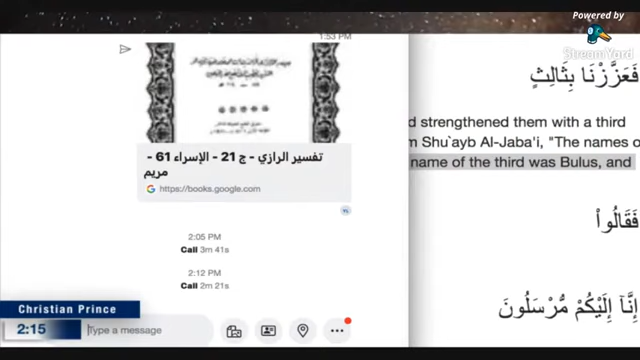 Powered by
StreamYard
1:53 PM
تفسير الرازي - ج 21 - الإسراء 61 - مريم
https://books.google.com
2:05 PM
Call 3m 41s
2:12 PM
Call 2m 21s
Type a message
Christian Prince
2:15
فَعَزَّزْنَا بِثَالِثٍ
d strengthened them with a third
m Shu`ayb Al-Jaba'i, "The names o
name of the third was Bulus, and
فَقَالُواْ
إِنَّآ إِلَيْكُمْ مُّرْسَلُونَ